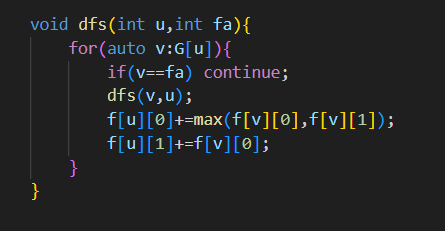 void dfs(int u,int fa){
    for(auto v:G[u]){
        if(v==fa) continue;
        dfs(v,u);
        f[u][0]+=max(f[v][0],f[v][1]);
        f[u][1]+=f[v][0];
    }
}